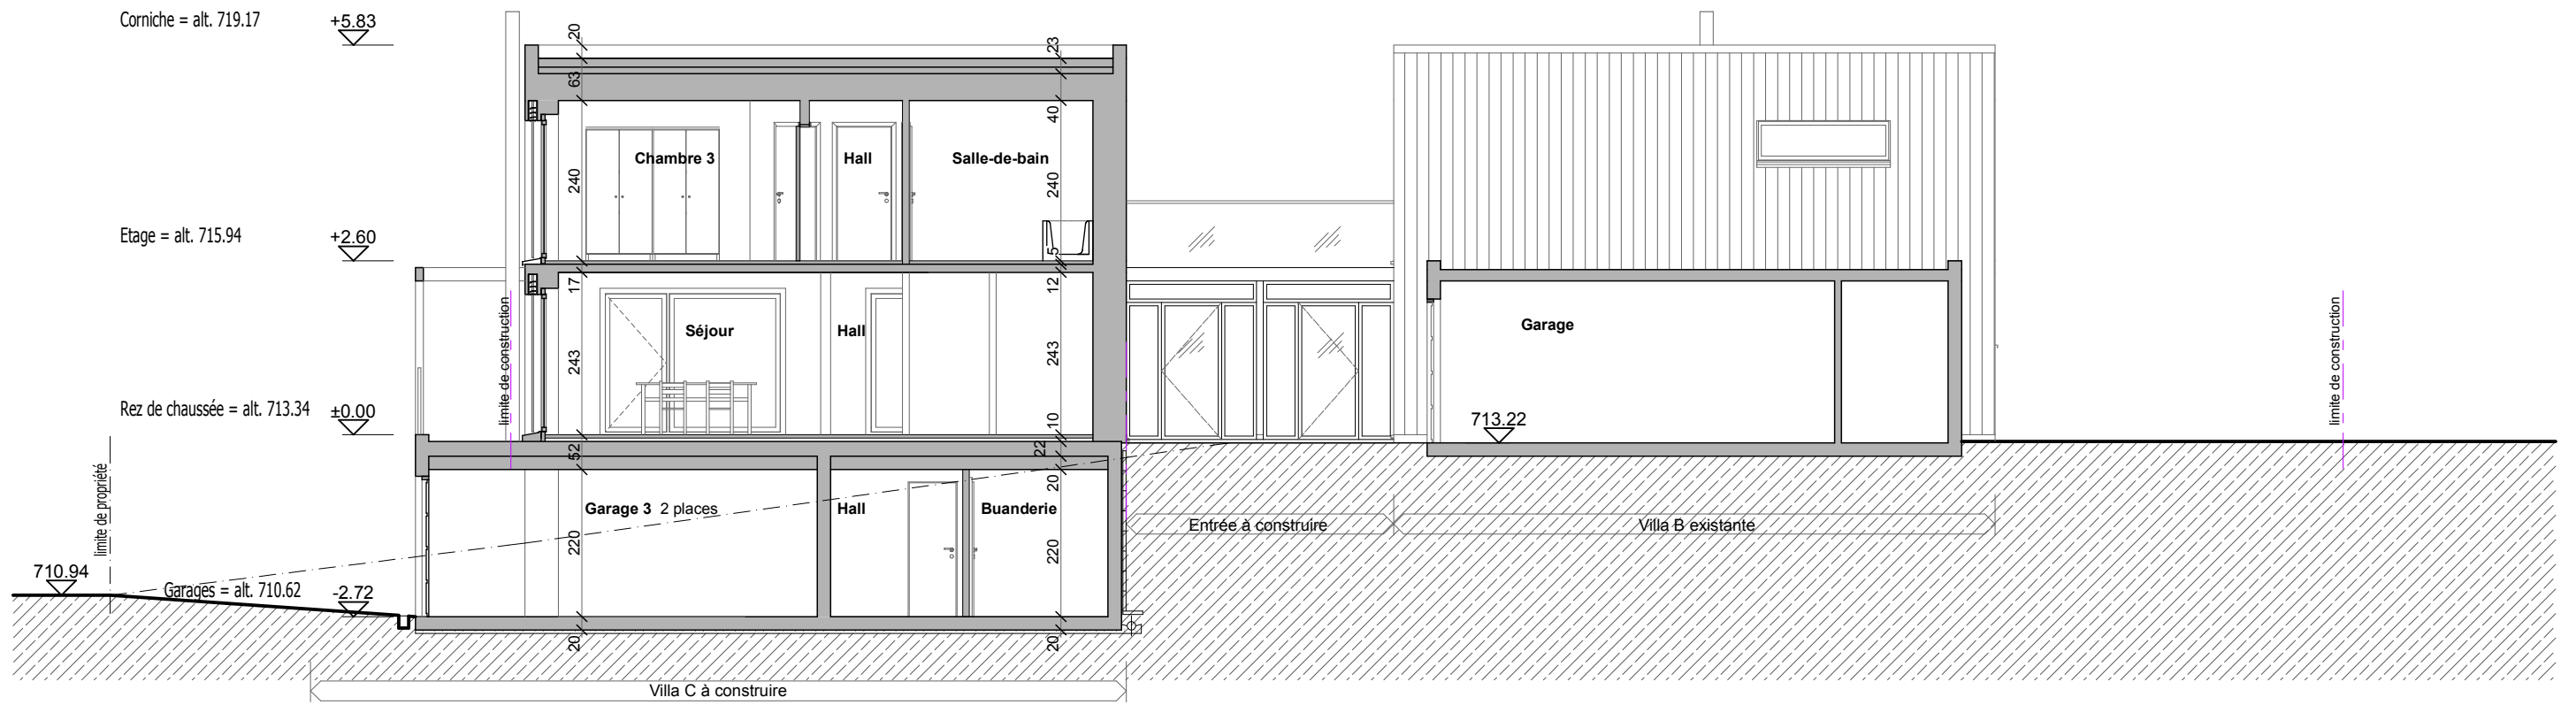 Corniche = alt. 719.17
+5.83
20
23
63
40
Chambre 3
Hall
Salle-de-bain
240
240
Etage = alt. 715.94
+2.60
5
17
12
limite de construction
Séjour
Hall
Garage
limite de construction
243
243
Rez de chaussée = alt. 713.34
±0.00
10
713.22
52
22
limite de propriété
20
Garage 3 2 places
Hall
Buanderie
Entrée à construire
Villa B existante
220
220
710.94
Garages = alt. 710.62
-2.72
20
20
Villa C à construire